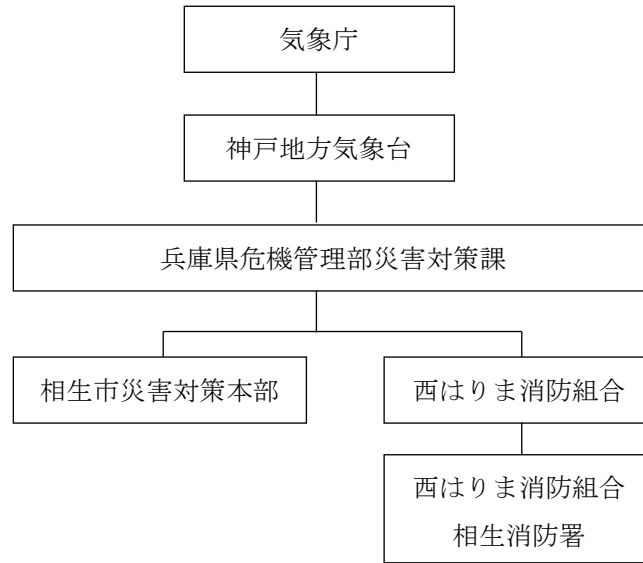 気象庁
神戸地方気象台
兵庫県危機管理部災害対策課
相生市災害対策本部
西はりま消防組合
西はりま消防組合
相生消防署